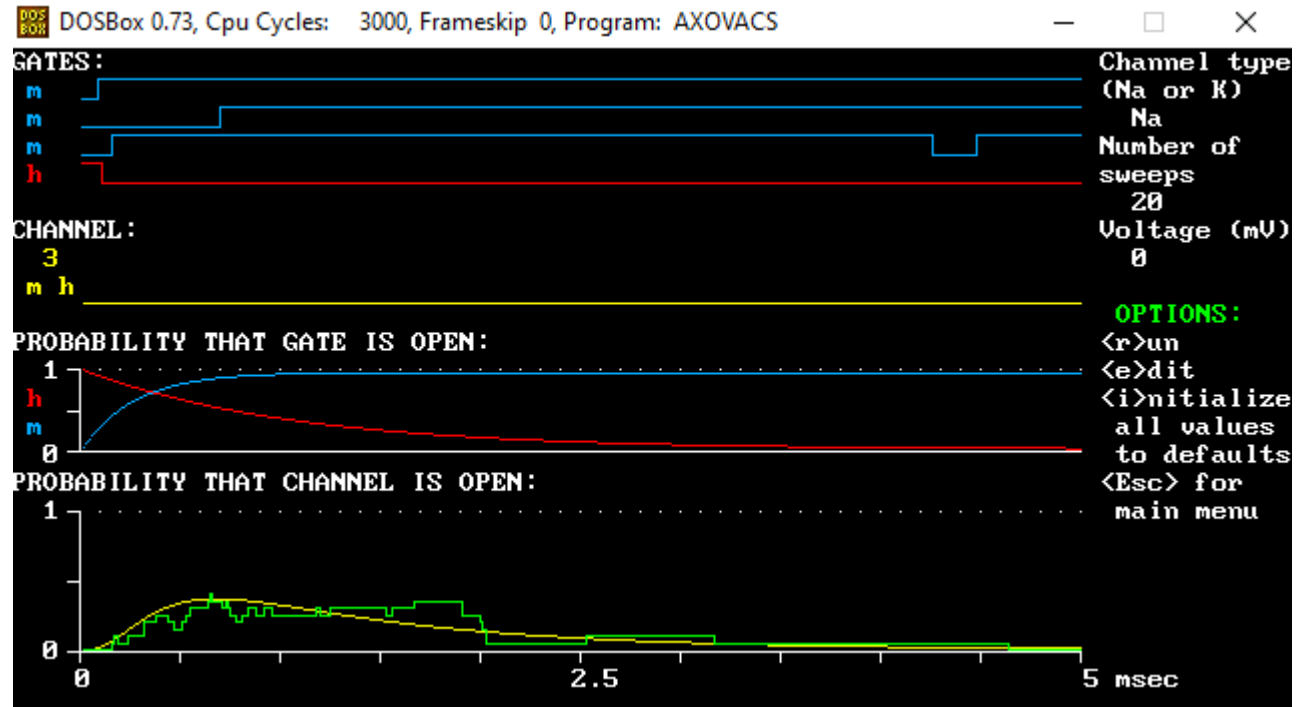 DOSBox 0.73, Cpu Cycles: 3000, Frameskip 0, Program: AXOVACS
GATES:
m
m
m
h
CHANNEL:
3
m h
PROBABILITY THAT GATE IS OPEN:
1
h
m
0
PROBABILITY THAT CHANNEL IS OPEN:
1
0
0 2.5 5 msec
Channel type
(Na or K)
Na
Number of
sweeps
20
Voltage (mV)
0
OPTIONS:
<r>un
<e>dit
<i>nitialize
all values
to defaults
<Esc> for
main menu